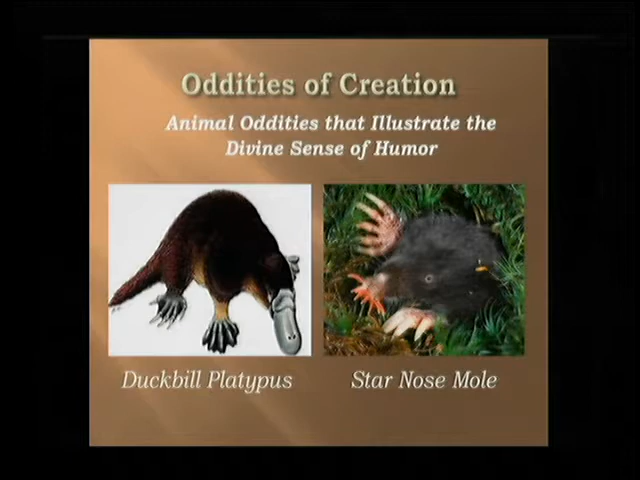 Oddities of Creation
Animal Oddities that Illustrate the
Divine Sense of Humor
Duckbill Platypus
Star Nose Mole